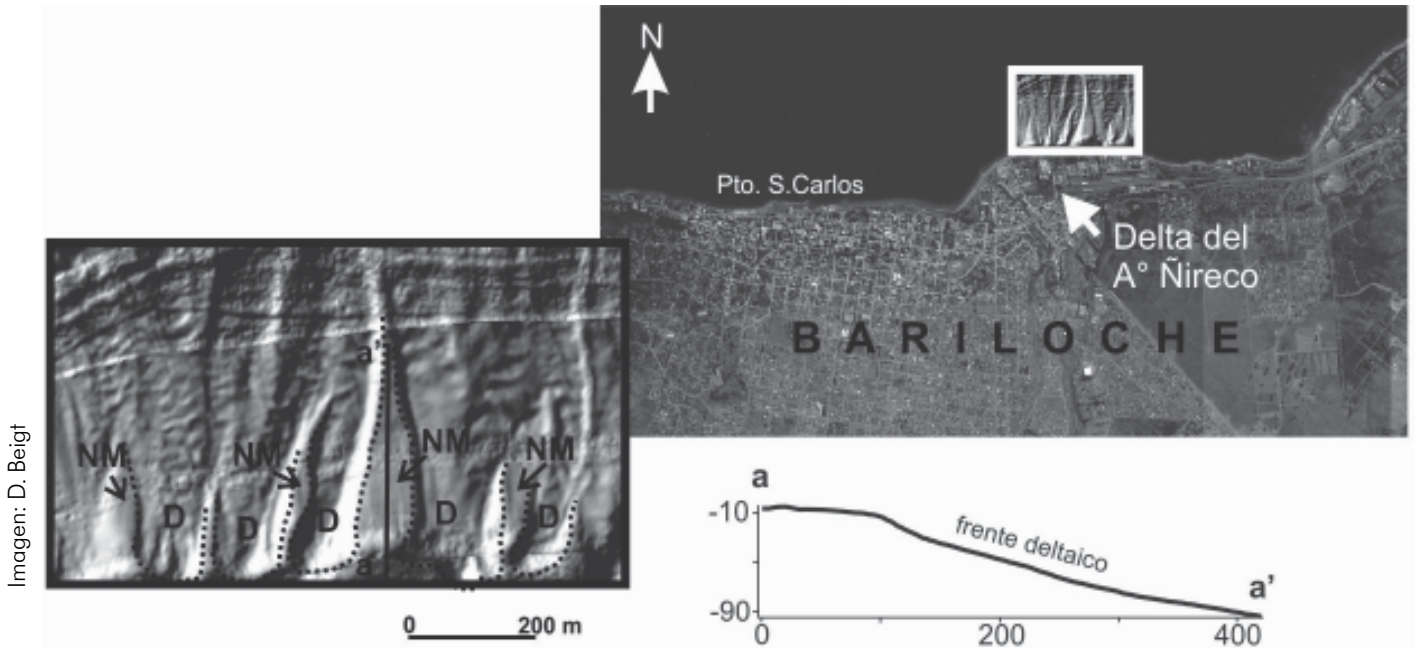 N
Pto. S.Carlos
Delta del
A° Ñireco
BARILOCHE
Imagen: D. Beigt
a'
NM
NM
NM
NM
D
D
D
D
D
a
0 200 m
a
-10
frente deltaico
a'
-90
0 200 400